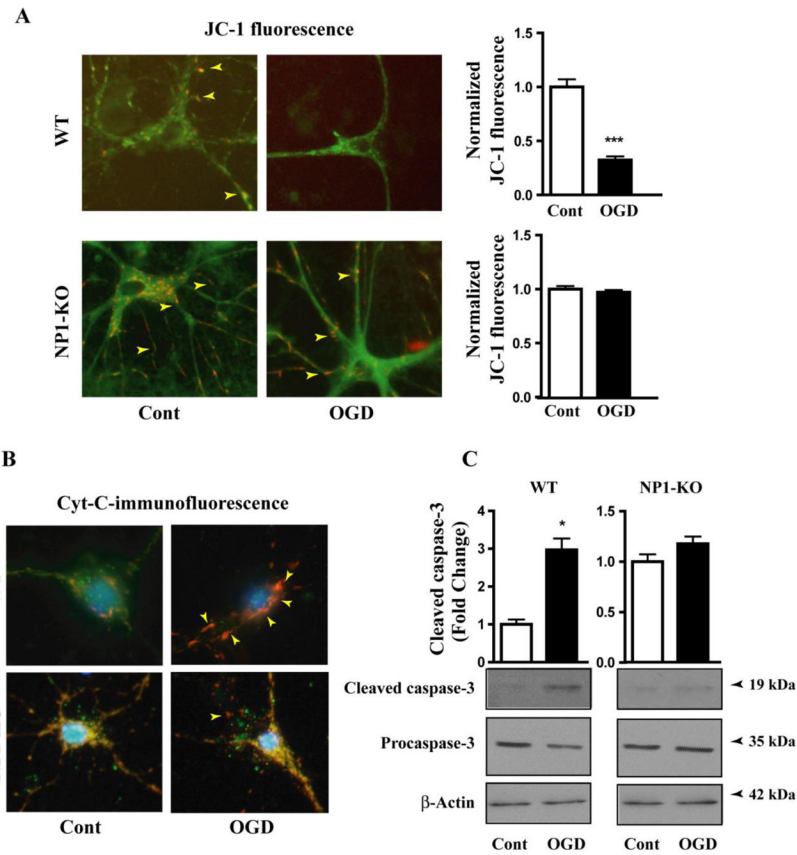 A
JC-1 fluorescence
WT
NP1-KO
Cont
OGD
Normalized
JC-1 fluorescence
1.5
1.0
0.5
0.0
***
Cont
OGD
Normalized
JC-1 fluorescence
1.5
1.0
0.5
0.0
Cont
OGD
B
Cyt-C-immunofluorescence
Cont
OGD
C
WT
NP1-KO
Cleaved caspase-3
(Fold Change)
4
3
2
1
0
*
1.5
1.0
0.5
0.0
Cleaved caspase-3
19 kDa
Procaspase-3
35 kDa
β-Actin
42 kDa
Cont
OGD
Cont
OGD